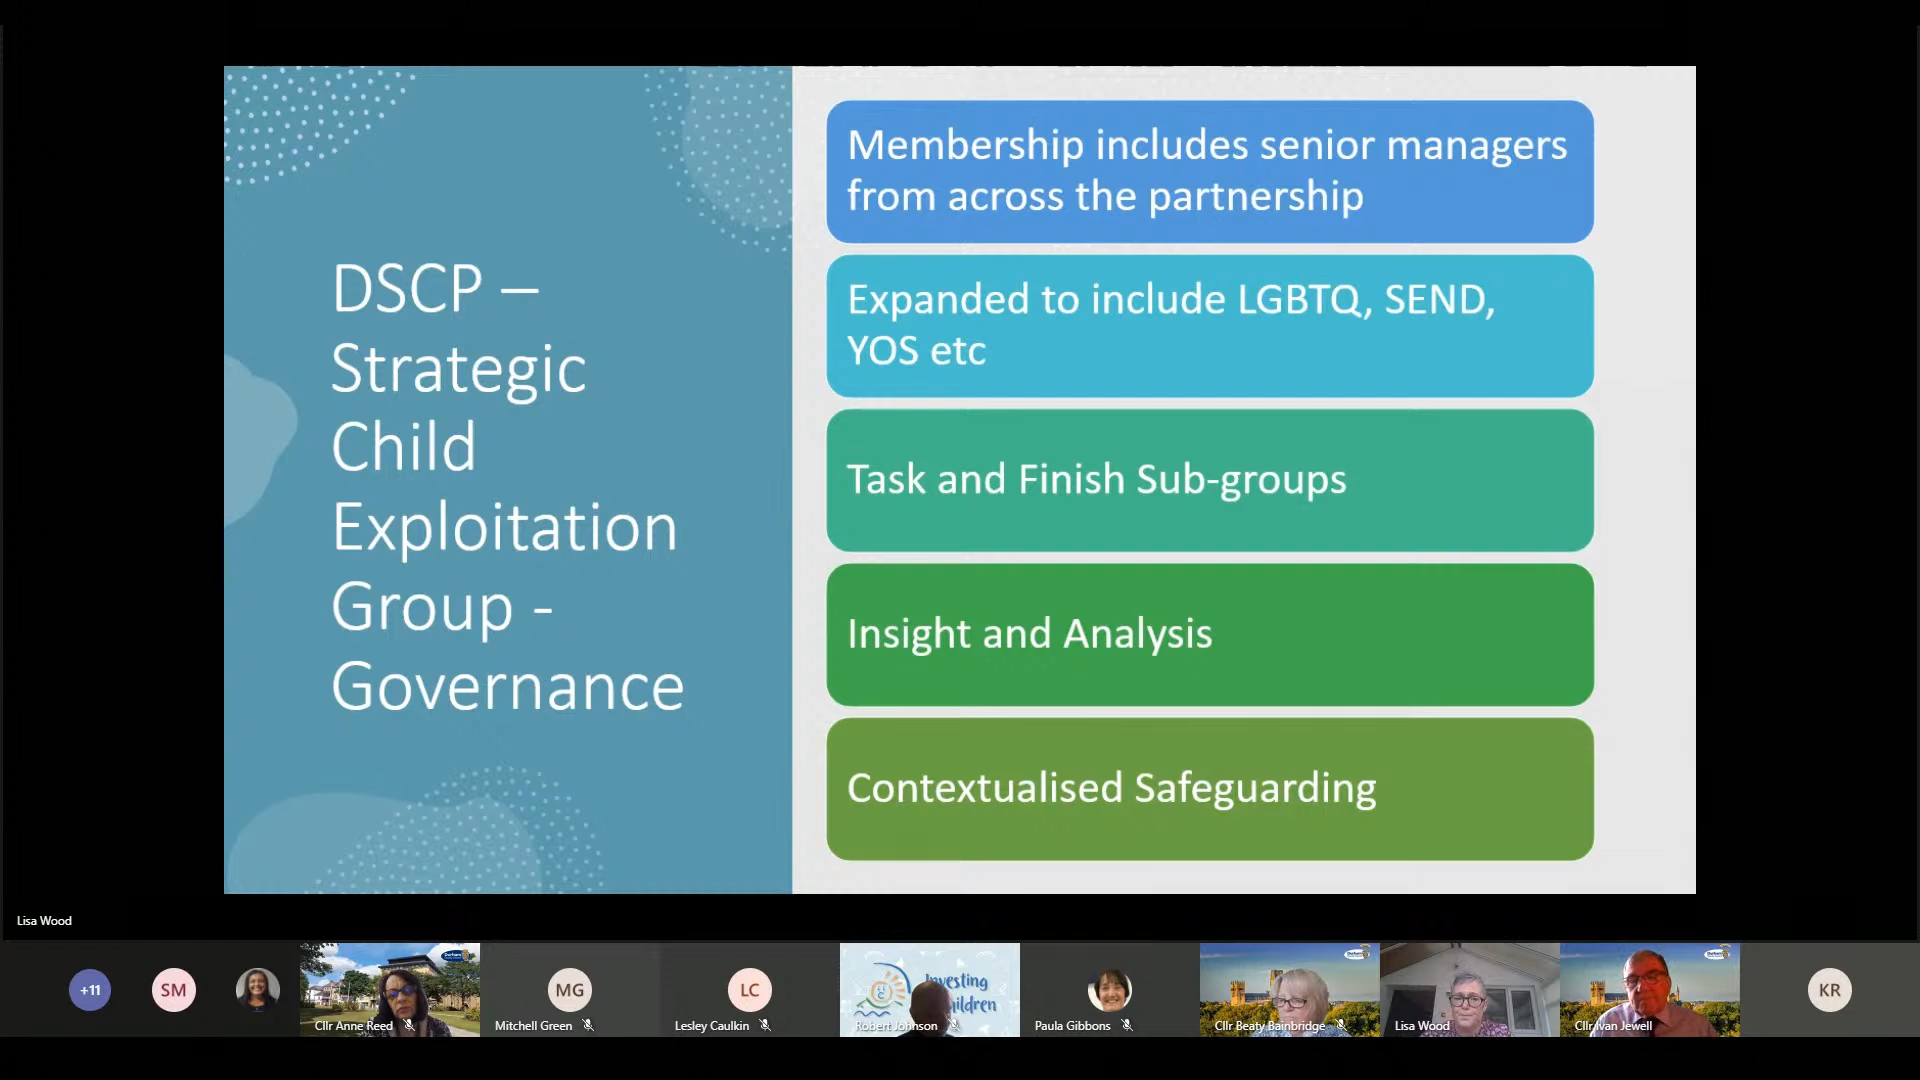 DSCP –
Strategic
Child
Exploitation
Group -
Governance
Membership includes senior managers
from across the partnership
Expanded to include LGBTQ, SEND,
YOS etc
Task and Finish Sub-groups
Insight and Analysis
Contextualised Safeguarding
Lisa Wood
+11
SM
Cllr Anne Reed
MG
Mitchell Green
LC
Lesley Caulkin
Investing
Children
Robert Johnson
Paula Gibbons
Cllr Beaty Bainbridge
Lisa Wood
Cllr Ivan Jewell
KR